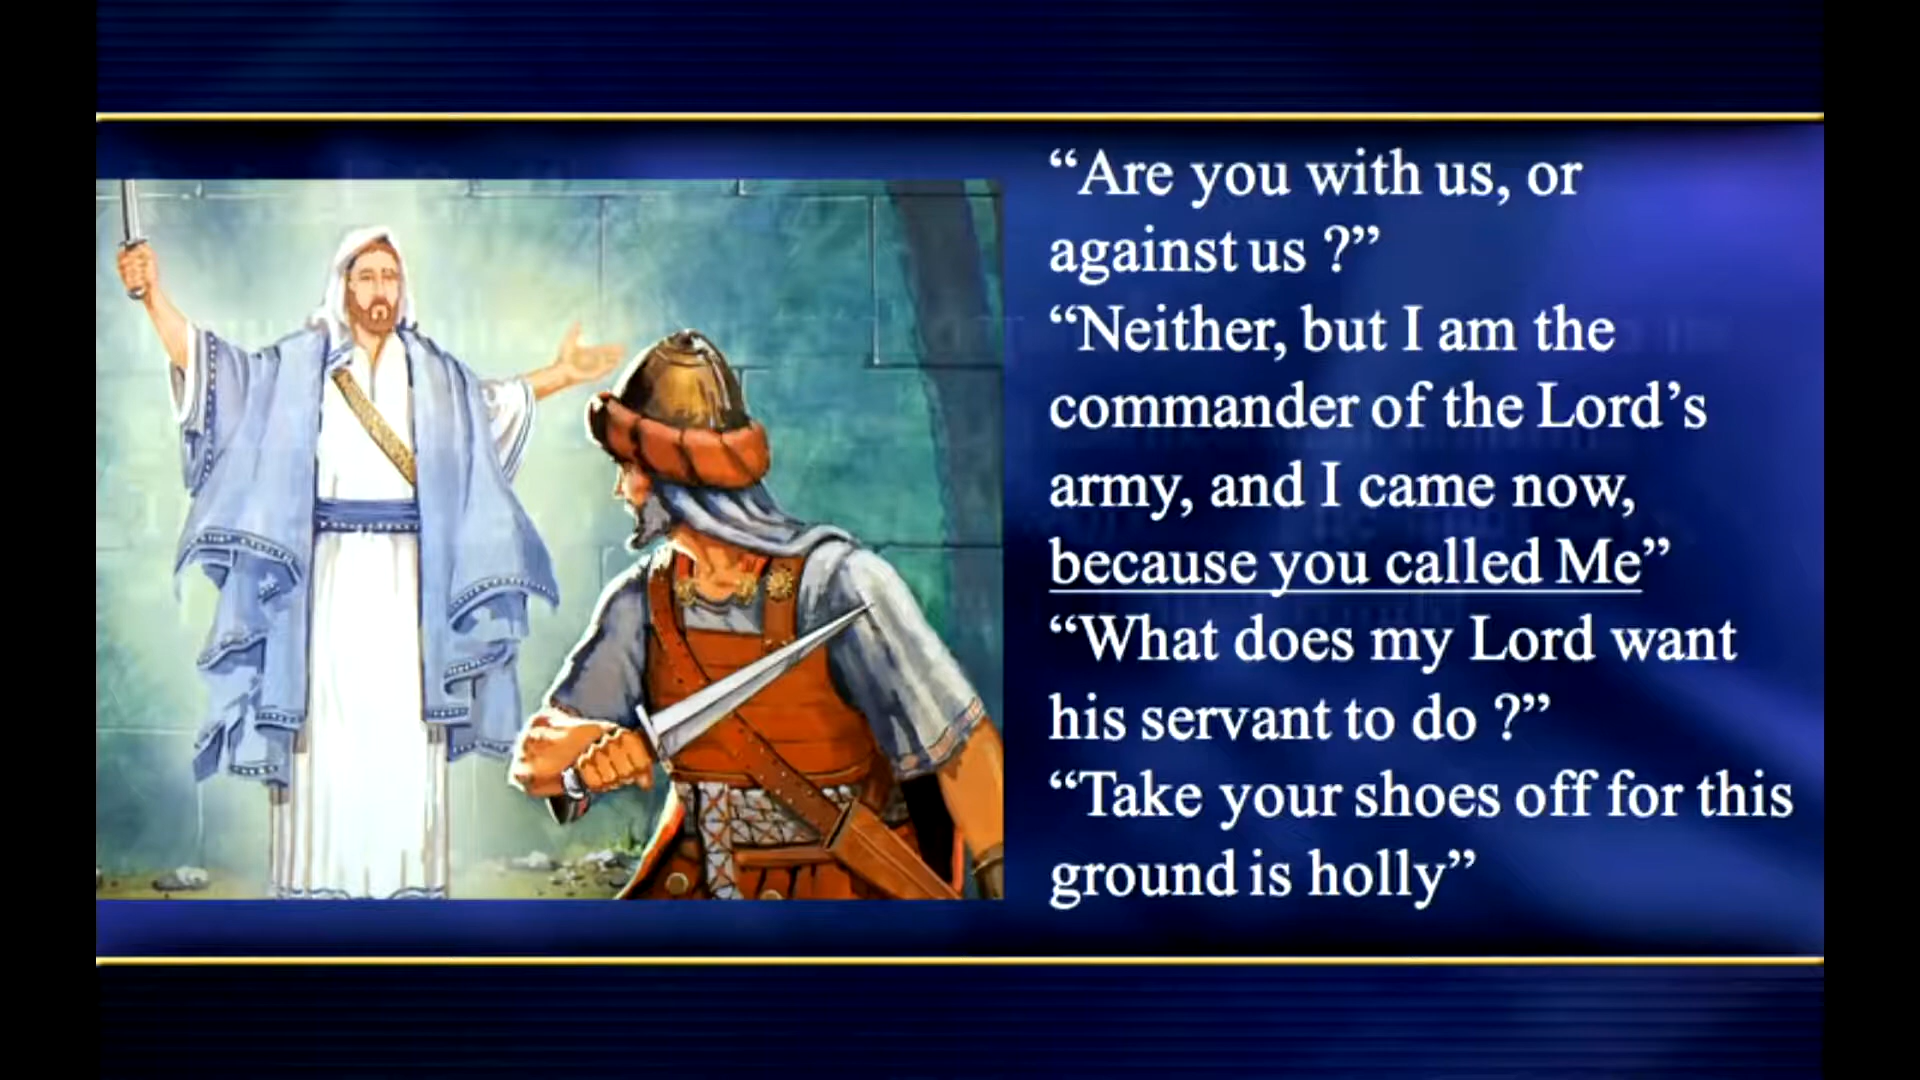 “Are you with us, or
against us ?”
“Neither, but I am the
commander of the Lord’s
army, and I came now,
because you called Me”
“What does my Lord want
his servant to do ?”
“Take your shoes off for this
ground is holly”